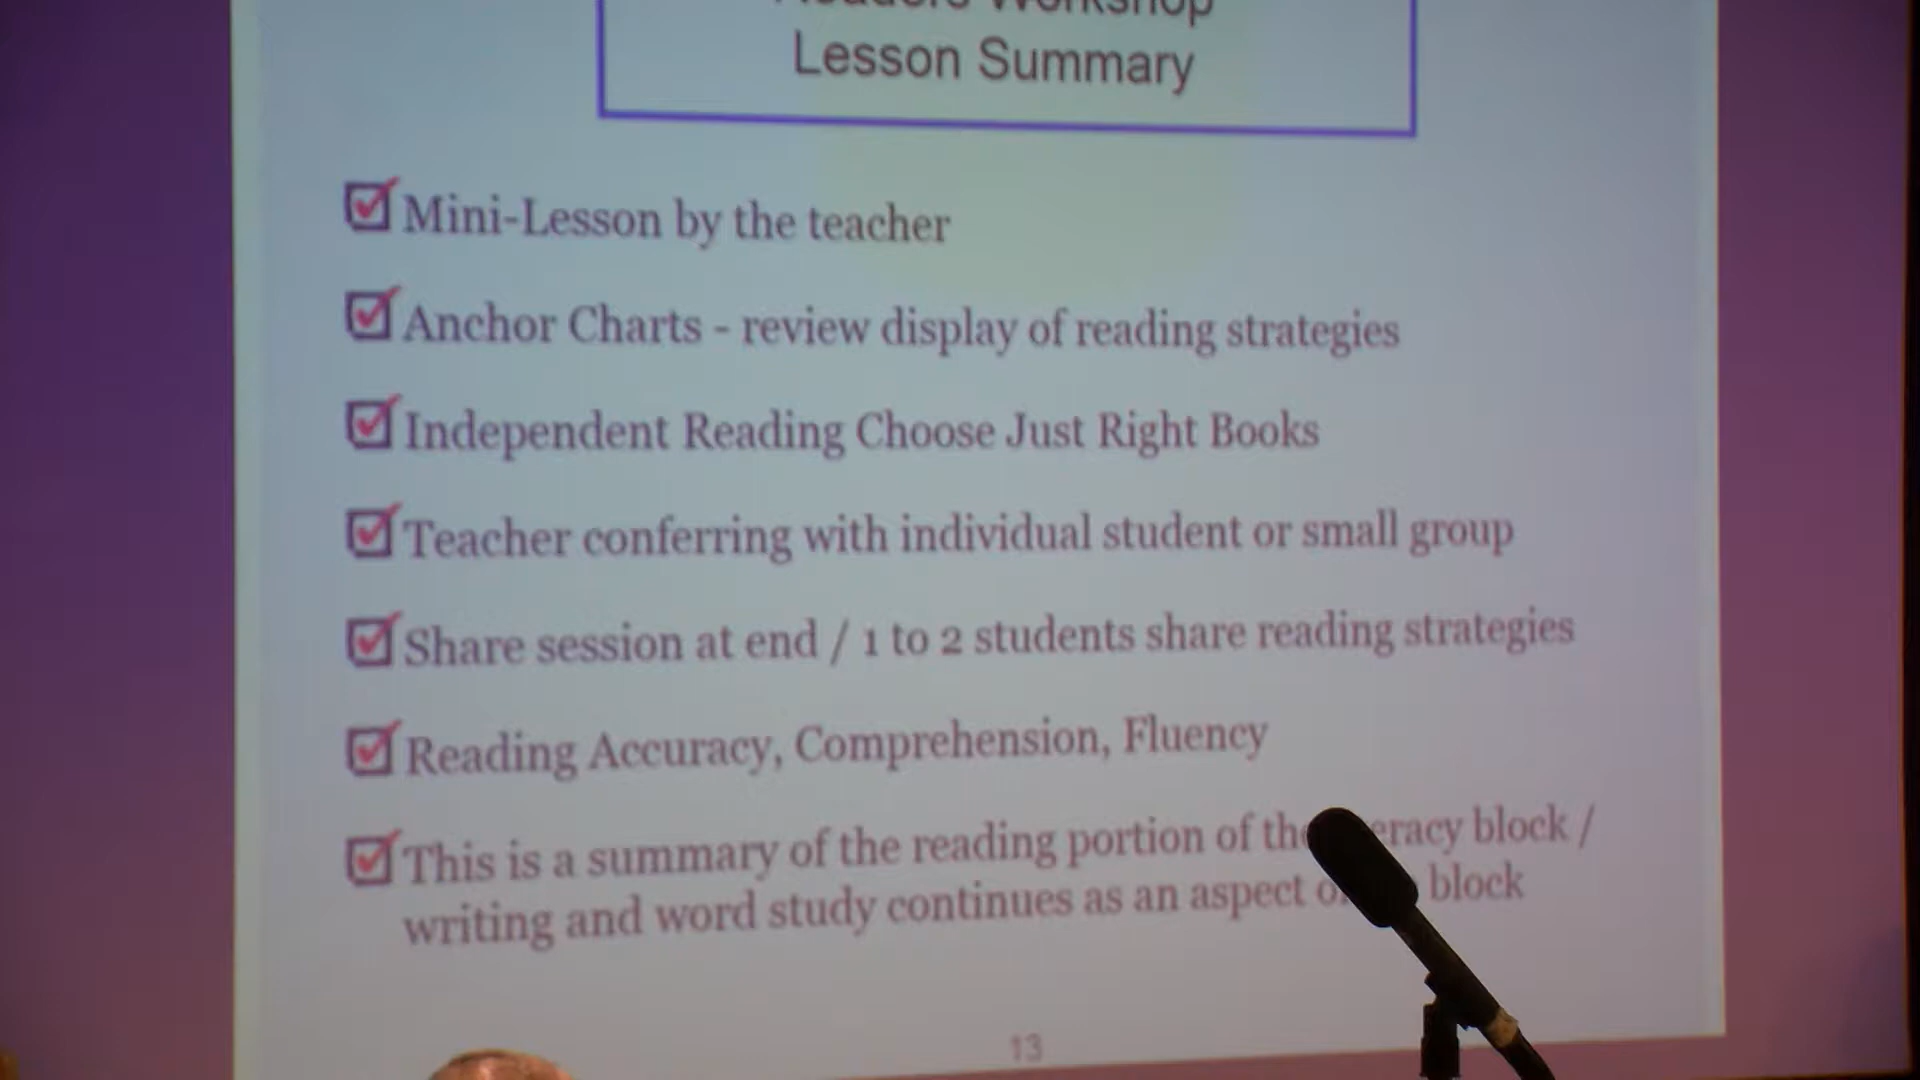 Readers Workshop
Lesson Summary
Mini-Lesson by the teacher
Anchor Charts - review display of reading strategies
Independent Reading Choose Just Right Books
Teacher conferring with individual student or small group
Share session at end / 1 to 2 students share reading strategies
Reading Accuracy, Comprehension, Fluency
This is a summary of the reading portion of the block /
writing and word study continues as an aspect block
13